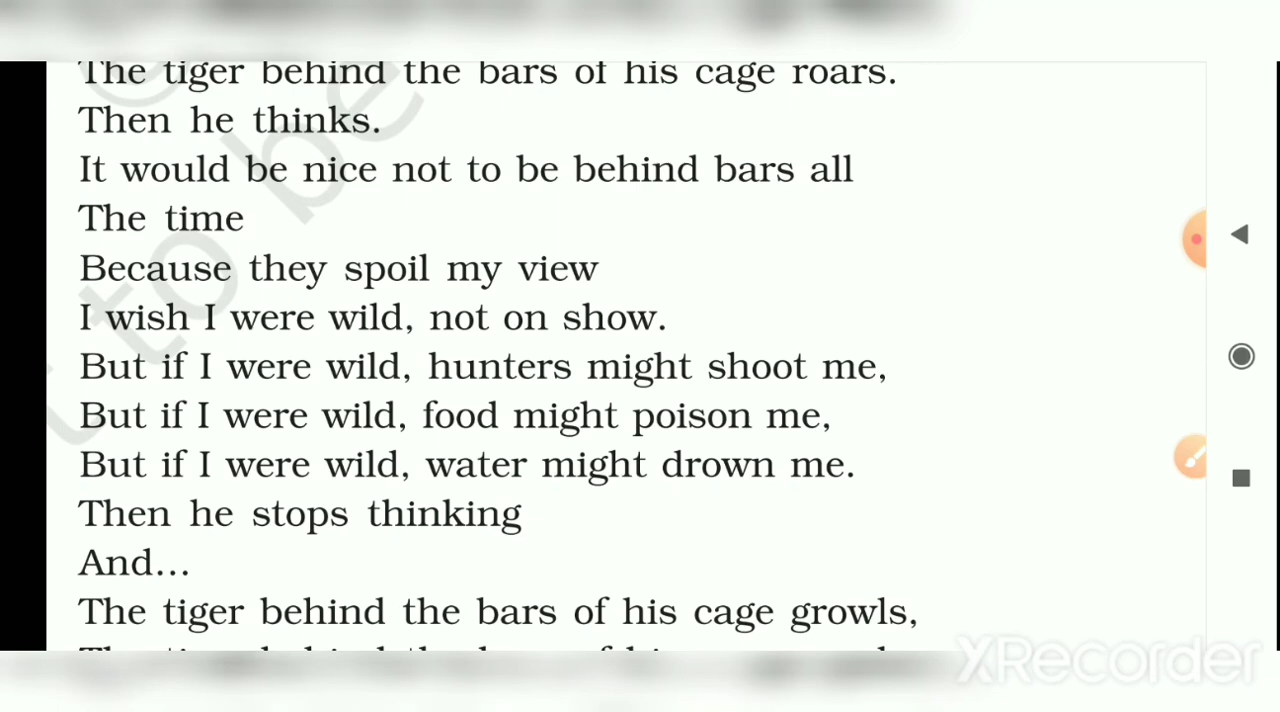 The tiger behind the bars of his cage roars.
Then he thinks.
It would be nice not to be behind bars all
The time
Because they spoil my view
I wish I were wild, not on show.
But if I were wild, hunters might shoot me,
But if I were wild, food might poison me,
But if I were wild, water might drown me.
Then he stops thinking
And...
The tiger behind the bars of his cage growls,
to be
XRecorder